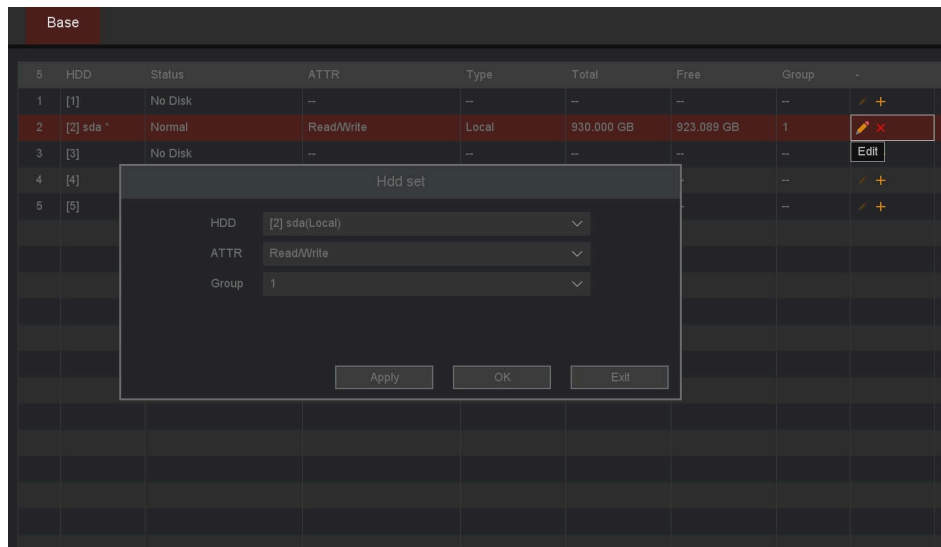 Base
5 HDD Status ATTR Type Total Free Group -
1 [1] No Disk -- -- -- -- --
2 [2] sda * Normal Read/Write Local 930.000 GB 923.089 GB 1
3 [3] No Disk -- -- -- -- -- Edit
4 [4] --
5 [5] --
Hdd set
HDD [2] sda(Local)
ATTR Read/Write
Group 1
Apply OK Exit